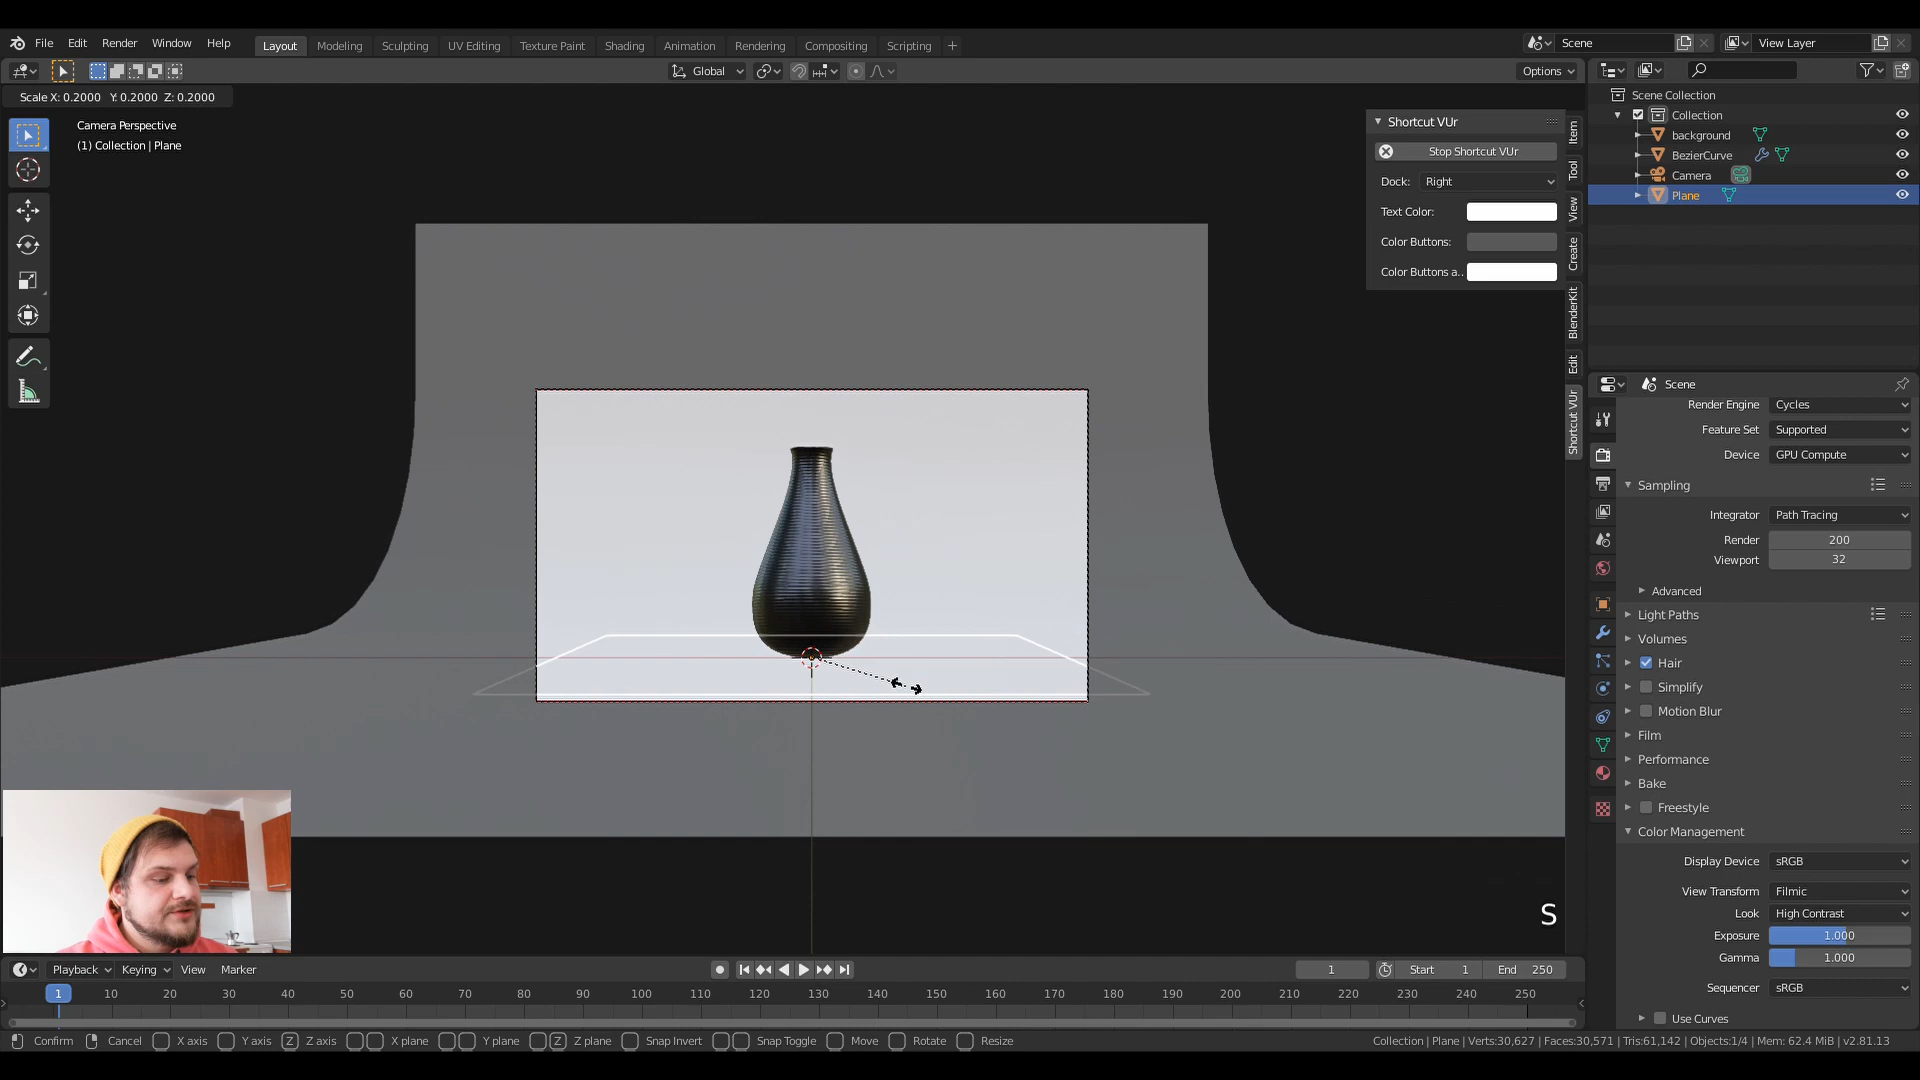 File Edit Render Window Help Layout Modeling Sculpting UV Editing Texture Paint Shading Animation Rendering Compositing Scripting + Scene View Layer
Global Options
Scale X: 0.2000 Y: 0.2000 Z: 0.2000
Camera Perspective
(1) Collection | Plane
Shortcut VUr
Stop Shortcut VUr
Dock: Right
Text Color:
Color Buttons:
Color Buttons a..
Item
Tool
View
Create
BlenderKit
Edit
Shortcut VUr
Scene Collection
Collection
background
BezierCurve
Camera
Plane
Scene
Render Engine Cycles
Feature Set Supported
Device GPU Compute
Sampling
Integrator Path Tracing
Render 200
Viewport 32
Advanced
Light Paths
Volumes
Hair
Simplify
Motion Blur
Film
Performance
Bake
Freestyle
Color Management
Display Device sRGB
View Transform Filmic
Look High Contrast
Exposure 1.000
Gamma 1.000
Sequencer sRGB
Use Curves
S
Playback Keying View Marker 1 Start 1 End 250
1 10 20 30 40 50 60 70 80 90 100 110 120 130 140 150 160 170 180 190 200 210 220 230 240 250
Confirm Cancel X axis Y axis Z Z axis X plane Y plane Z Z plane Snap Invert Snap Toggle Move Rotate Resize Collection | Plane | Verts:30,627 | Faces:30,571 | Tris:61,142 | Objects:1/4 | Mem: 62.4 MiB | v2.81.13